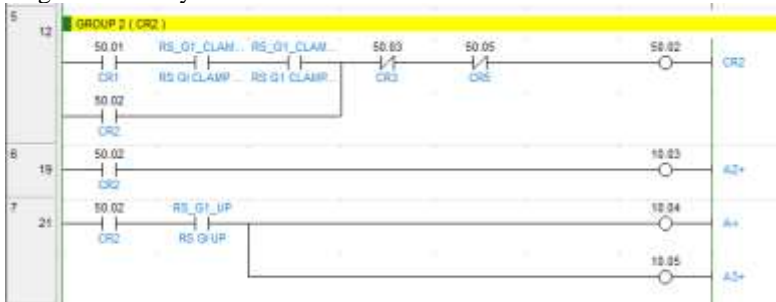 5 12 GROUP 2 ( CR2 )
50.01 RS_G1_CLAM... RS_G1_CLAM... 50.03 50.05 50.02
CR1 RS GI CLAMP ... RS G1 CLAMP... CR3 CR5 CR2
50.02
CR2
6 19 50.02 10.03
CR2 A2+
7 21 50.02 RS_G1_UP 10.04
CR2 RS GI UP A+
10.05
A3+